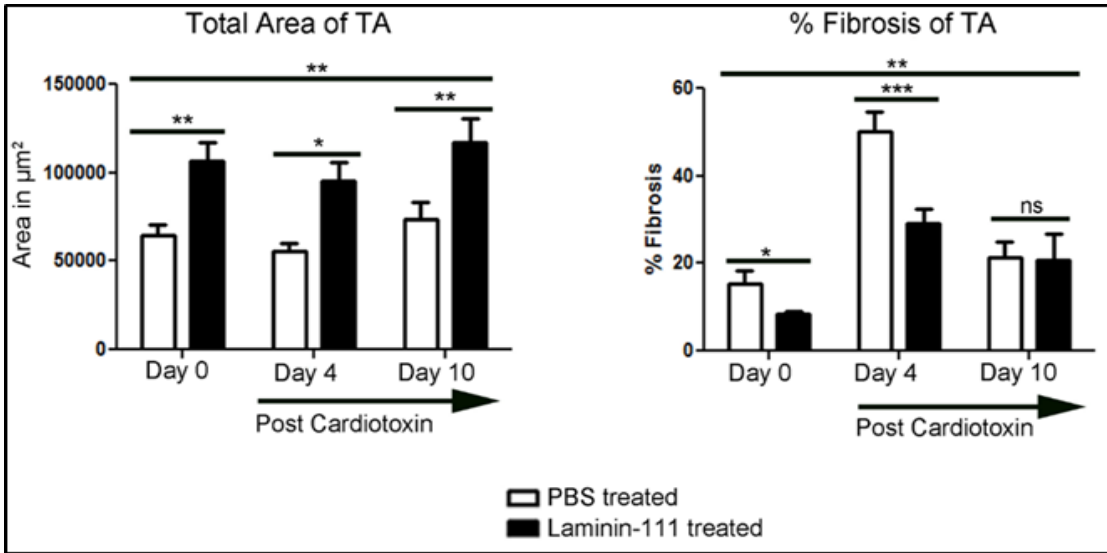 Total Area of TA
**
150000
**
**
*
100000
Area in µm²
50000
0
Day 0
Day 4
Day 10
Post Cardiotoxin
% Fibrosis of TA
**
60
***
40
% Fibrosis
ns
20
*
0
Day 0
Day 4
Day 10
Post Cardiotoxin
PBS treated
Laminin-111 treated